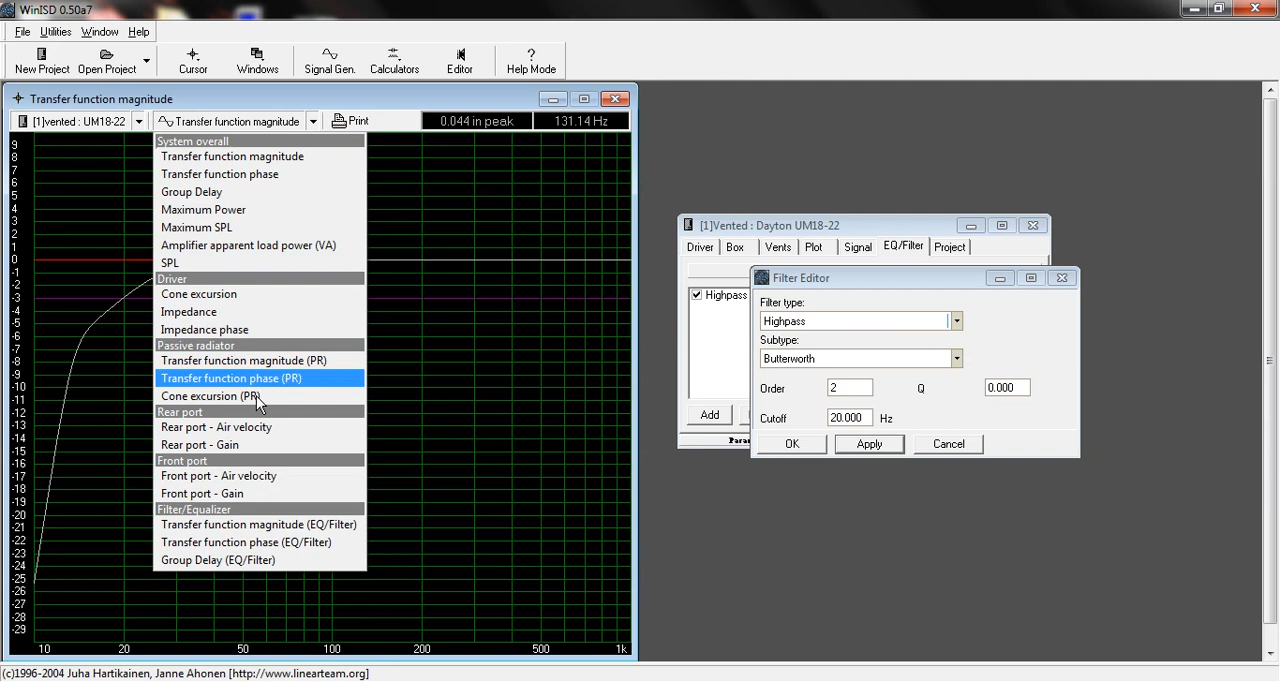 WinISD 0.50a7
File Utilities Window Help
New Project Open Project Cursor Windows Signal Gen. Calculators Editor Help Mode
Transfer function magnitude
[1]vented : UM18-22 Transfer function magnitude Print 0.044 in peak 131.14 Hz
System overall
Transfer function magnitude
Transfer function phase
Group Delay
Maximum Power
Maximum SPL
Amplifier apparent load power (VA)
SPL
Driver
Cone excursion
Impedance
Impedance phase
Passive radiator
Transfer function magnitude (PR)
Transfer function phase (PR)
Cone excursion (PR)
Rear port
Rear port - Air velocity
Rear port - Gain
Front port
Front port - Air velocity
Front port - Gain
Filter/Equalizer
Transfer function magnitude (EQ/Filter)
Transfer function phase (EQ/Filter)
Group Delay (EQ/Filter)
9
8
7
6
5
4
3
2
1
0
-1
-2
-3
-4
-5
-6
-7
-8
-9
-10
-11
-12
-13
-14
-15
-16
-17
-18
-19
-20
-21
-22
-23
-24
-25
-26
-27
-28
-29
10 20 50 100 200 500 1k
[1]Vented : Dayton UM18-22
Driver Box Vents Plot Signal EQ/Filter Project
Highpass
Add
Filter Editor
Filter type:
Highpass
Subtype:
Butterworth
Order 2 Q 0.000
Cutoff 20.000 Hz
OK Apply Cancel
(c)1996-2004 Juha Hartikainen, Janne Ahonen [http://www.linearteam.org]